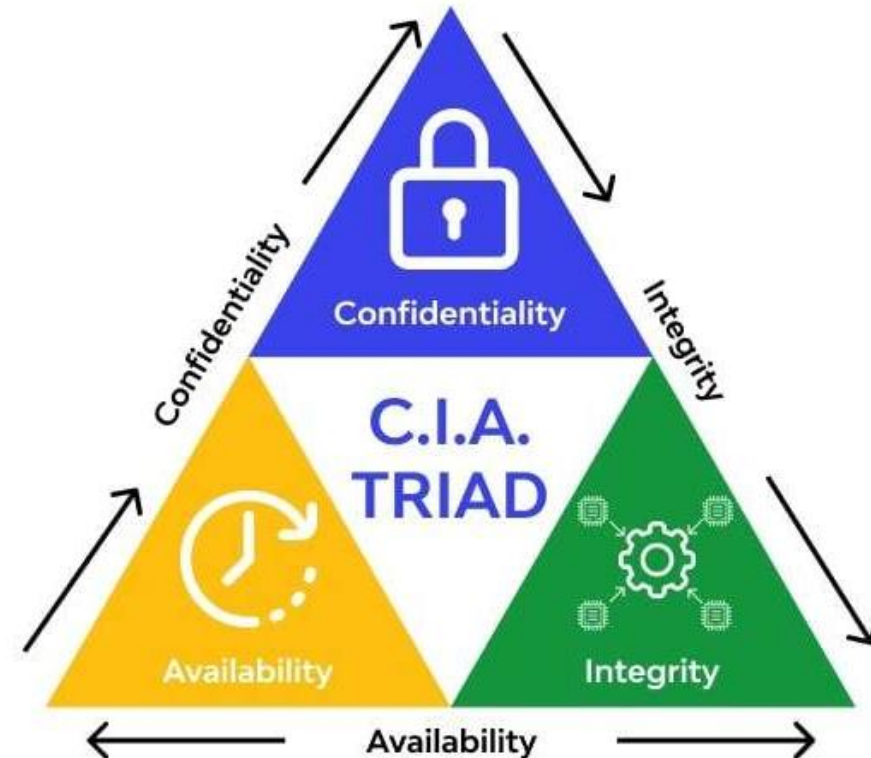 Confidentiality
Confidentiality
Integrity
C.I.A.
TRIAD
Availability
Integrity
Availability